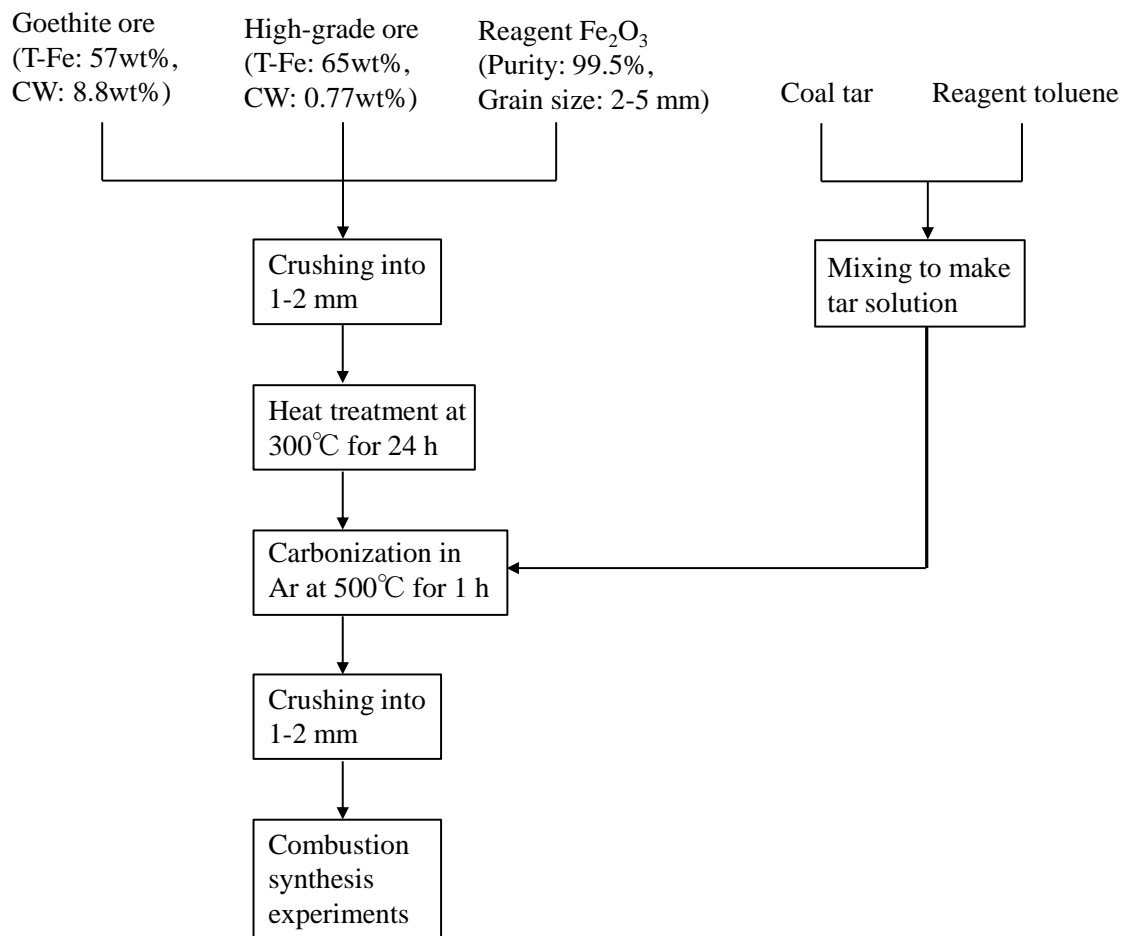 Goethite ore
(T-Fe: 57wt%,
CW: 8.8wt%)
High-grade ore
(T-Fe: 65wt%,
CW: 0.77wt%)
Reagent Fe₂O₃
(Purity: 99.5%,
Grain size: 2-5 mm)
Coal tar
Reagent toluene
Crushing into
1-2 mm
Mixing to make
tar solution
Heat treatment at
300℃ for 24 h
Carbonization in
Ar at 500℃ for 1 h
Crushing into
1-2 mm
Combustion
synthesis
experiments